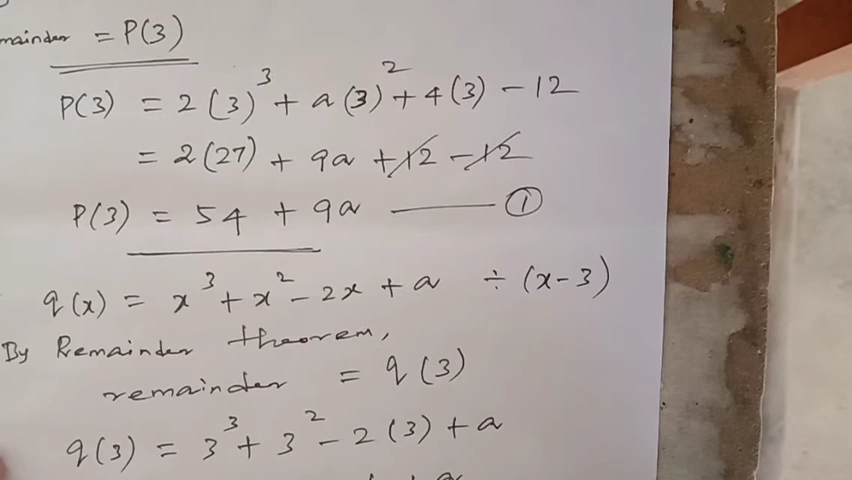 = P(3)
P(3) = 2(3)³ + a(3)² + 4(3) - 12
= 2(27) + 9a + 12 - 12
P(3) = 54 + 9a ——— ①
q(x) = x³ + x² - 2x + a ÷ (x-3)
By Remainder theorem,
remainder = q(3)
q(3) = 3³ + 3² - 2(3) + a